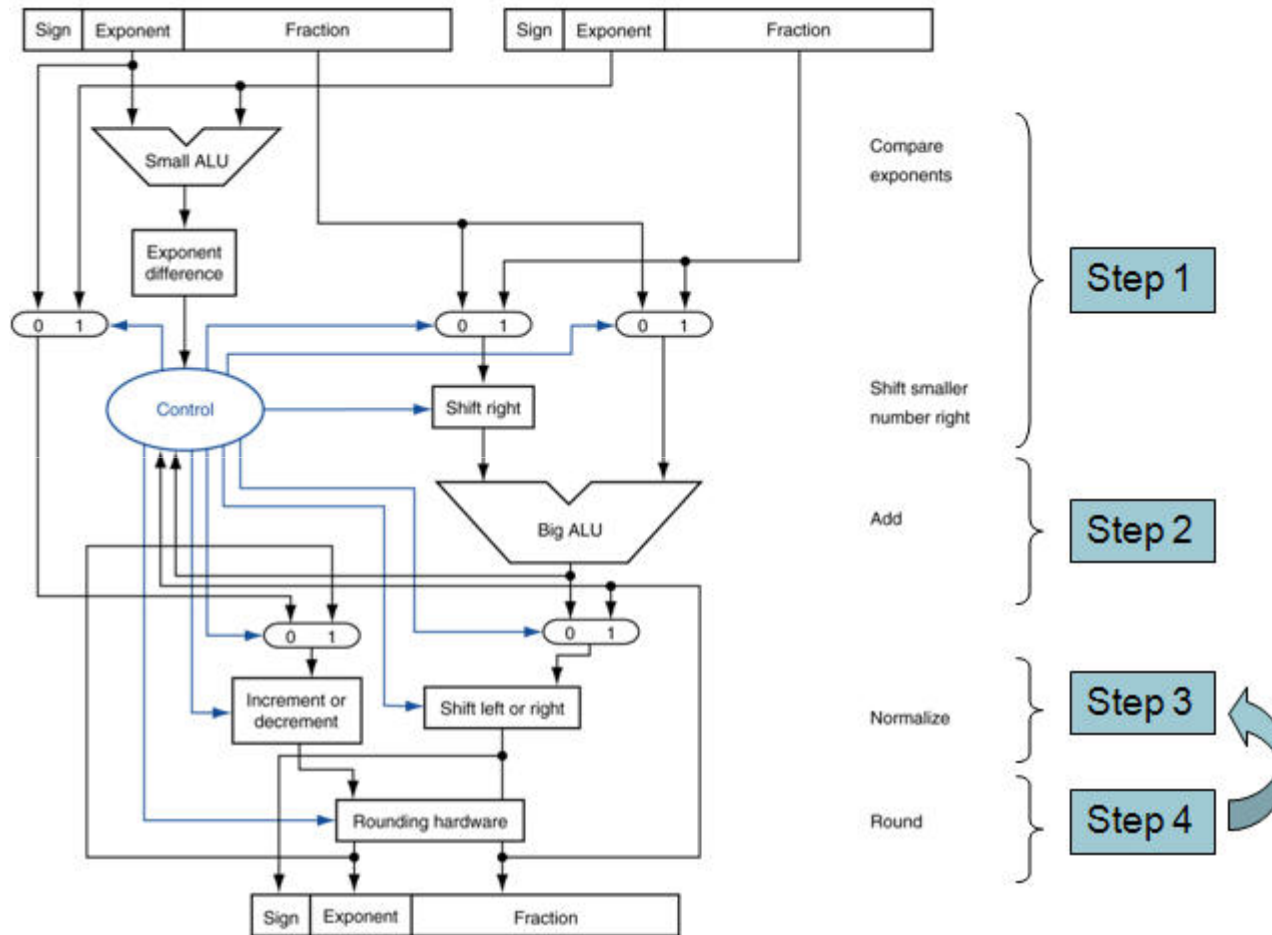 Sign Exponent Fraction
Sign Exponent Fraction
Small ALU
Compare
exponents
Exponent
difference
Step 1
0 1
0 1
0 1
Control
Shift right
Shift smaller
number right
Big ALU
Add
Step 2
0 1
0 1
Increment or
decrement
Shift left or right
Normalize
Step 3
Rounding hardware
Round
Step 4
Sign Exponent Fraction